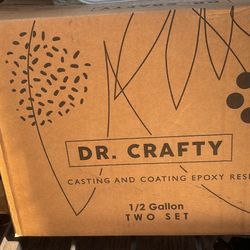 DR. CRAFTY
CASTING AND COATING EPOXY RES
1/2 Gallon
TWO SET